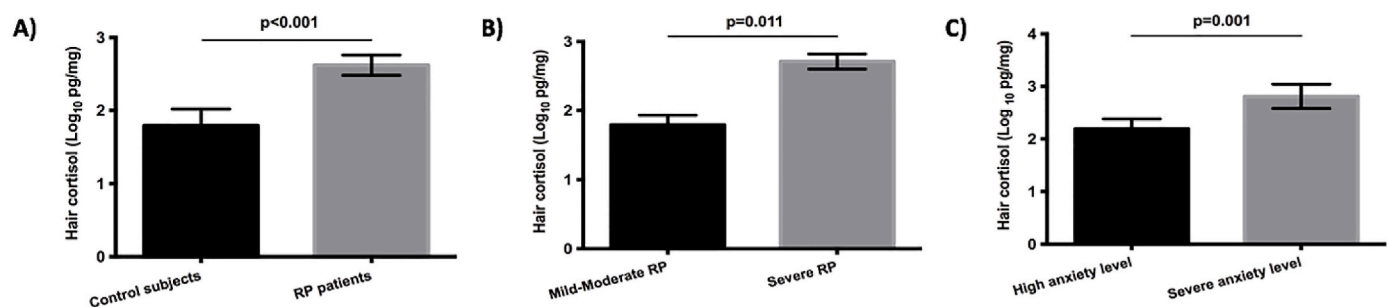 A)
p<0.001
Hair cortisol (Log10 pg/mg)
3
2
1
0
Control subjects
RP patients
B)
p=0.011
Hair cortisol (Log10 pg/mg)
3
2
1
0
Mild-Moderate RP
Severe RP
C)
p=0.001
Hair cortisol (Log 10 pg/mg)
4
3
2
1
0
High anxiety level
Severe anxiety level